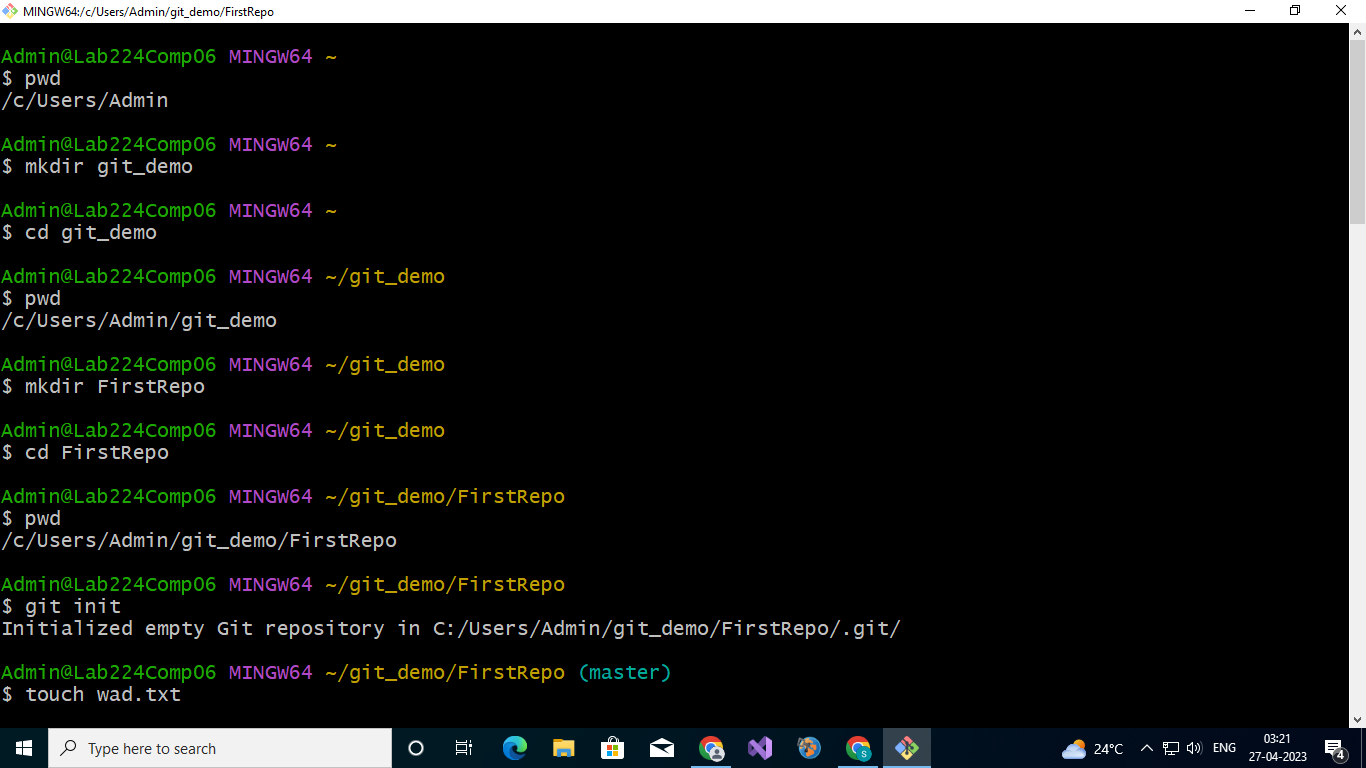 MINGW64:/c/Users/Admin/git_demo/FirstRepo
Admin@Lab224Comp06 MINGW64 ~
$ pwd
/c/Users/Admin
Admin@Lab224Comp06 MINGW64 ~
$ mkdir git_demo
Admin@Lab224Comp06 MINGW64 ~
$ cd git_demo
Admin@Lab224Comp06 MINGW64 ~/git_demo
$ pwd
/c/Users/Admin/git_demo
Admin@Lab224Comp06 MINGW64 ~/git_demo
$ mkdir FirstRepo
Admin@Lab224Comp06 MINGW64 ~/git_demo
$ cd FirstRepo
Admin@Lab224Comp06 MINGW64 ~/git_demo/FirstRepo
$ pwd
/c/Users/Admin/git_demo/FirstRepo
Admin@Lab224Comp06 MINGW64 ~/git_demo/FirstRepo
$ git init
Initialized empty Git repository in C:/Users/Admin/git_demo/FirstRepo/.git/
Admin@Lab224Comp06 MINGW64 ~/git_demo/FirstRepo (master)
$ touch wad.txt
Type here to search
S
24°C
ENG
03:21
27-04-2023
4